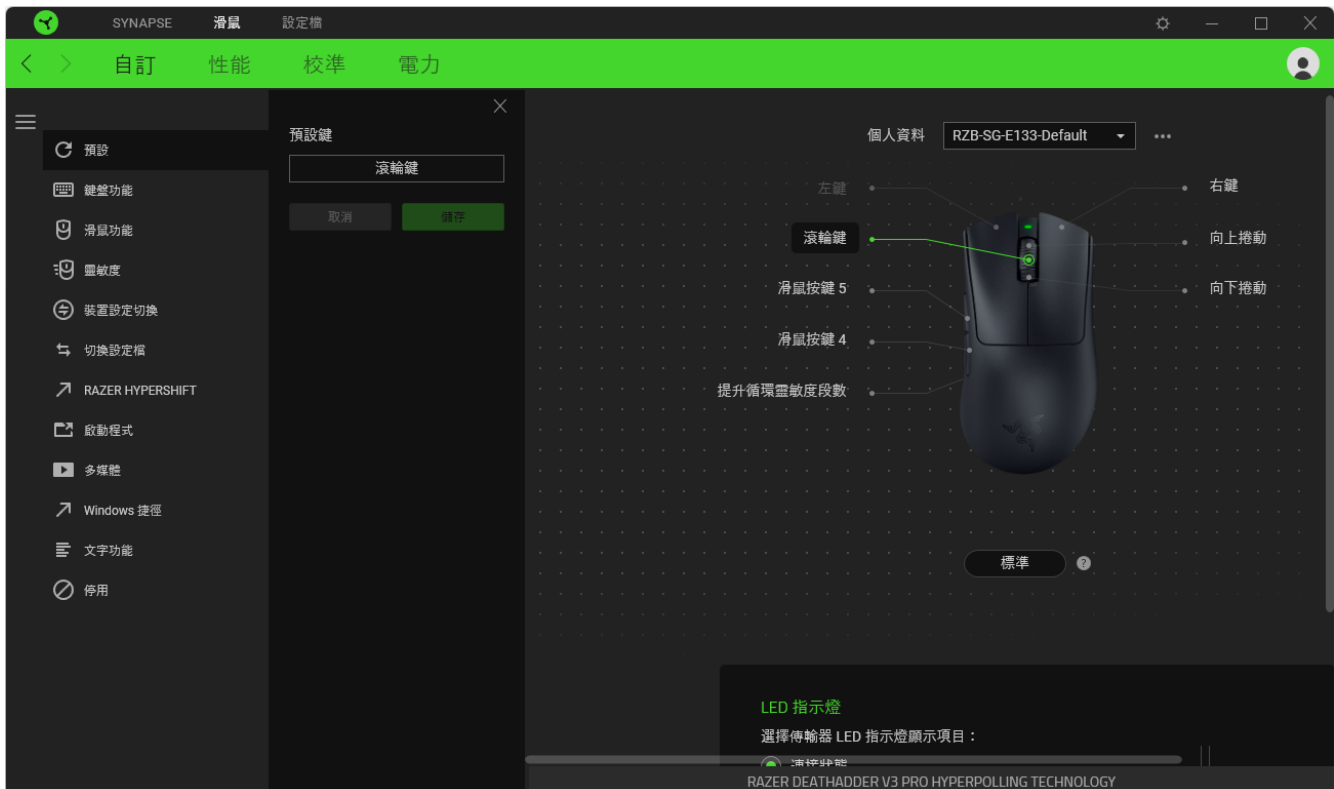 SYNAPSE 滑鼠 設定檔
自訂 性能 校準 電力
預設
鍵盤功能
滑鼠功能
靈敏度
裝置設定切換
切換設定檔
RAZER HYPERSHIFT
啟動程式
多媒體
Windows 捷徑
文字功能
停用
預設鍵
滾輪鍵
取消 儲存
個人資料 RZB-SG-E133-Default
左鍵
滾輪鍵
滑鼠按鍵 5
滑鼠按鍵 4
提升循環靈敏度段數
右鍵
向上捲動
向下捲動
標準 ?
LED 指示燈
選擇傳輸器 LED 指示燈顯示項目：
連接狀態
RAZER DEATHADDER V3 PRO HYPERPOLLING TECHNOLOGY